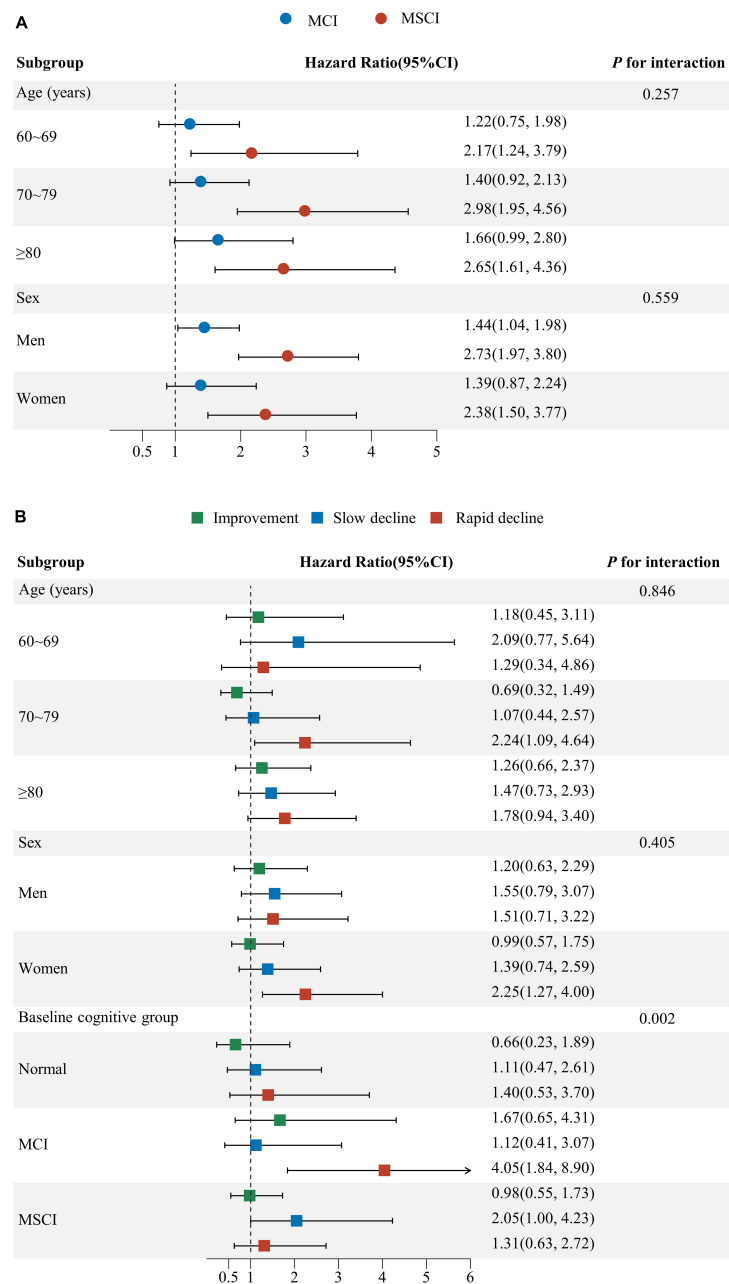 A
MCI MSCI
Subgroup Hazard Ratio(95%CI) P for interaction
Age (years) 0.257
60~69
1.22(0.75, 1.98)
2.17(1.24, 3.79)
70~79
1.40(0.92, 2.13)
2.98(1.95, 4.56)
≥80
1.66(0.99, 2.80)
2.65(1.61, 4.36)
Sex 0.559
Men
1.44(1.04, 1.98)
2.73(1.97, 3.80)
Women
1.39(0.87, 2.24)
2.38(1.50, 3.77)
0.5 1 2 3 4 5
B
Improvement Slow decline Rapid decline
Subgroup Hazard Ratio(95%CI) P for interaction
Age (years) 0.846
60~69
1.18(0.45, 3.11)
2.09(0.77, 5.64)
1.29(0.34, 4.86)
70~79
0.69(0.32, 1.49)
1.07(0.44, 2.57)
2.24(1.09, 4.64)
≥80
1.26(0.66, 2.37)
1.47(0.73, 2.93)
1.78(0.94, 3.40)
Sex 0.405
Men
1.20(0.63, 2.29)
1.55(0.79, 3.07)
1.51(0.71, 3.22)
Women
0.99(0.57, 1.75)
1.39(0.74, 2.59)
2.25(1.27, 4.00)
Baseline cognitive group 0.002
Normal
0.66(0.23, 1.89)
1.11(0.47, 2.61)
1.40(0.53, 3.70)
MCI
1.67(0.65, 4.31)
1.12(0.41, 3.07)
4.05(1.84, 8.90)
MSCI
0.98(0.55, 1.73)
2.05(1.00, 4.23)
1.31(0.63, 2.72)
0.5 1 2 3 4 5 6